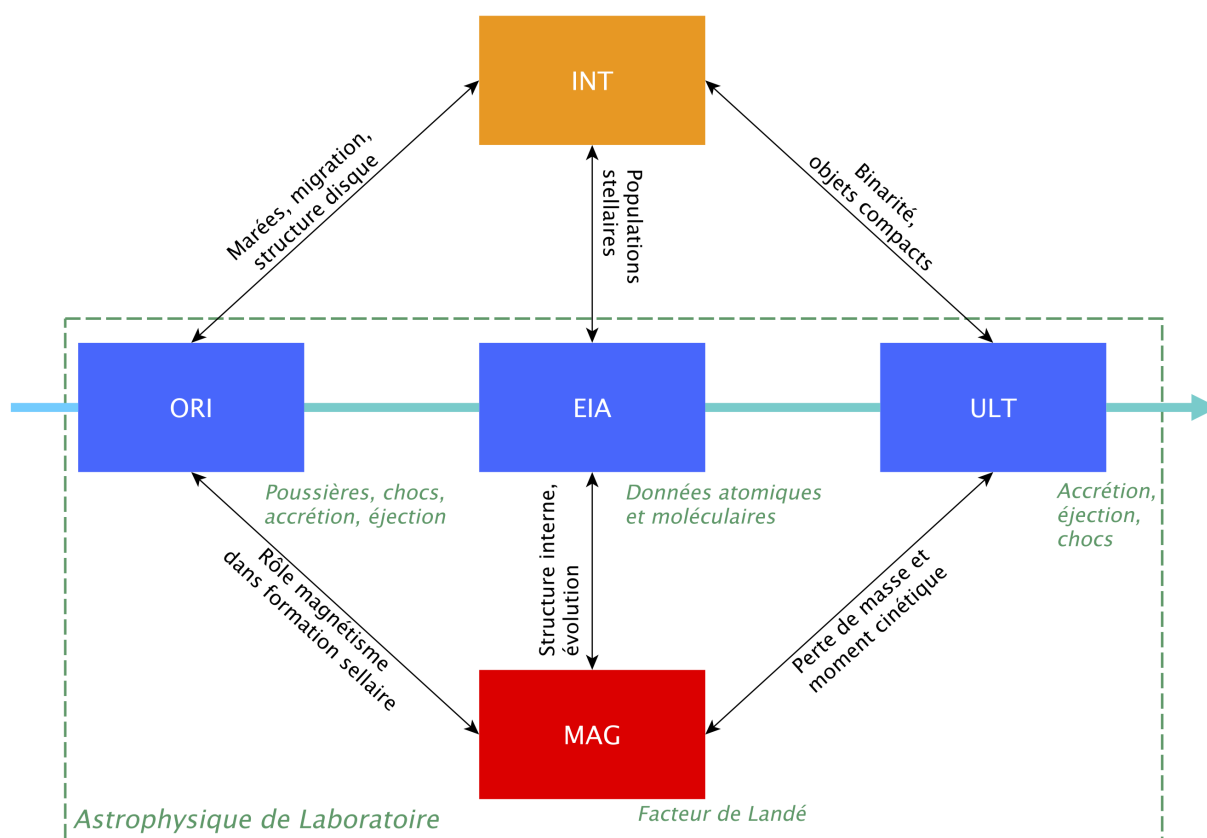 INT
Marées, migration,
structure disque
Populations
stellaires
Binarité,
objets compacts
ORI
EIA
ULT
Poussières, chocs,
accrétion, éjection
Données atomiques
et moléculaires
Accrétion,
éjection,
chocs
Rôle magnétisme
dans formation sellaire
Structure interne,
évolution
Perte de masse et
moment cinétique
MAG
Astrophysique de Laboratoire
Facteur de Landé